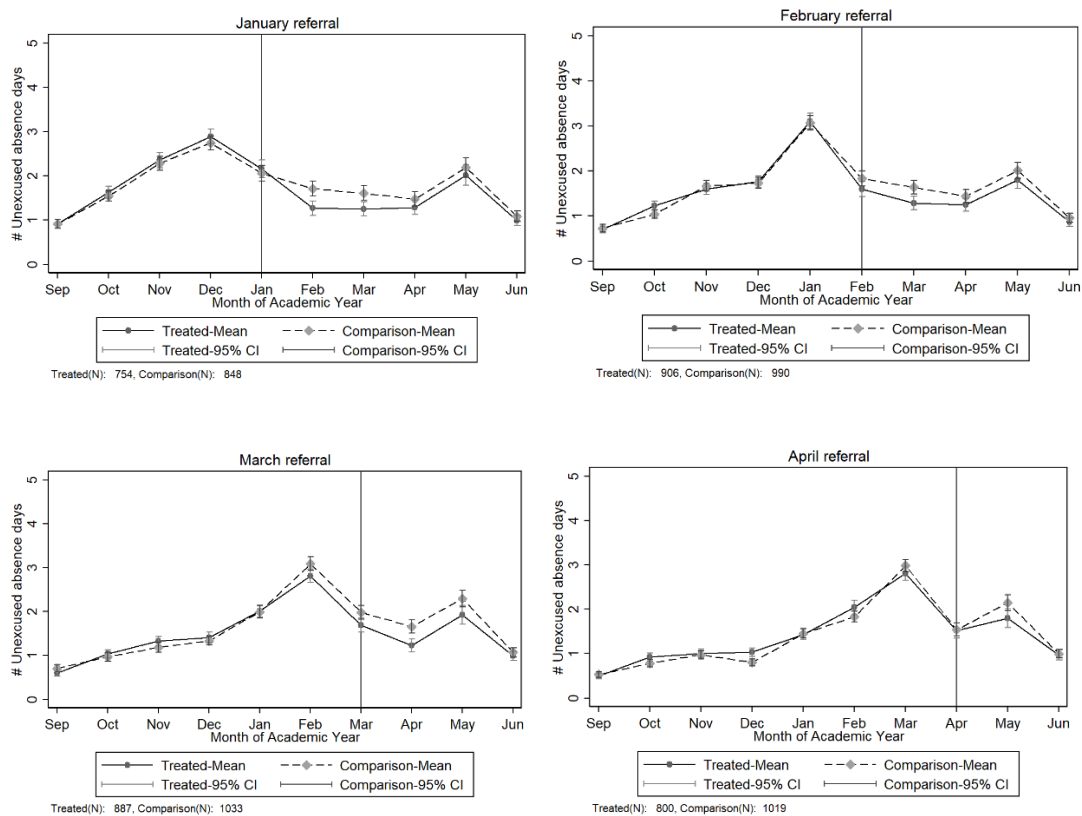 January referral
# Unexcused absence days
5
4
3
2
1
0
Sep Oct Nov Dec Jan Feb Mar Apr May Jun
Month of Academic Year
Treated-Mean Comparison-Mean
Treated-95% CI Comparison-95% CI
Treated(N): 754, Comparison(N): 848
February referral
# Unexcused absence days
5
4
3
2
1
0
Sep Oct Nov Dec Jan Feb Mar Apr May Jun
Month of Academic Year
Treated-Mean Comparison-Mean
Treated-95% CI Comparison-95% CI
Treated(N): 906, Comparison(N): 990
March referral
# Unexcused absence days
5
4
3
2
1
0
Sep Oct Nov Dec Jan Feb Mar Apr May Jun
Month of Academic Year
Treated-Mean Comparison-Mean
Treated-95% CI Comparison-95% CI
Treated(N): 887, Comparison(N): 1033
April referral
# Unexcused absence days
5
4
3
2
1
0
Sep Oct Nov Dec Jan Feb Mar Apr May Jun
Month of Academic Year
Treated-Mean Comparison-Mean
Treated-95% CI Comparison-95% CI
Treated(N): 800, Comparison(N): 1019